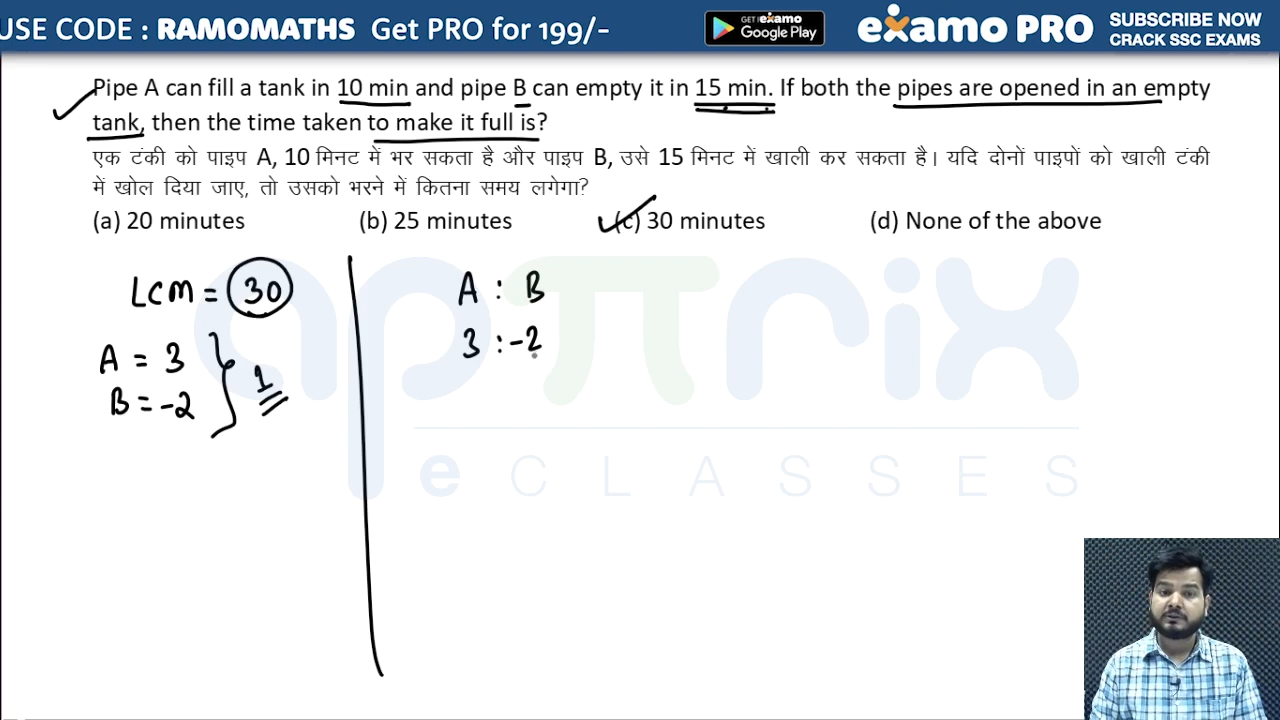 USE CODE : RAMOMATHS Get PRO for 199/-
GET IT ON examo
Google Play
examo PRO
SUBSCRIBE NOW
CRACK SSC EXAMS
Pipe A can fill a tank in 10 min and pipe B can empty it in 15 min. If both the pipes are opened in an empty
tank, then the time taken to make it full is?
एक टंकी को पाइप A, 10 मिनट में भर सकता है और पाइप B, उसे 15 मिनट में खाली कर सकता है। यदि दोनों पाइपों को खाली टंकी
में खोल दिया जाए, तो उसको भरने में कितना समय लगेगा?
(a) 20 minutes (b) 25 minutes (c) 30 minutes (d) None of the above
LCM = 30
A = 3
B = -2
1
A : B
3 : -2
apπrix
e CLASSES